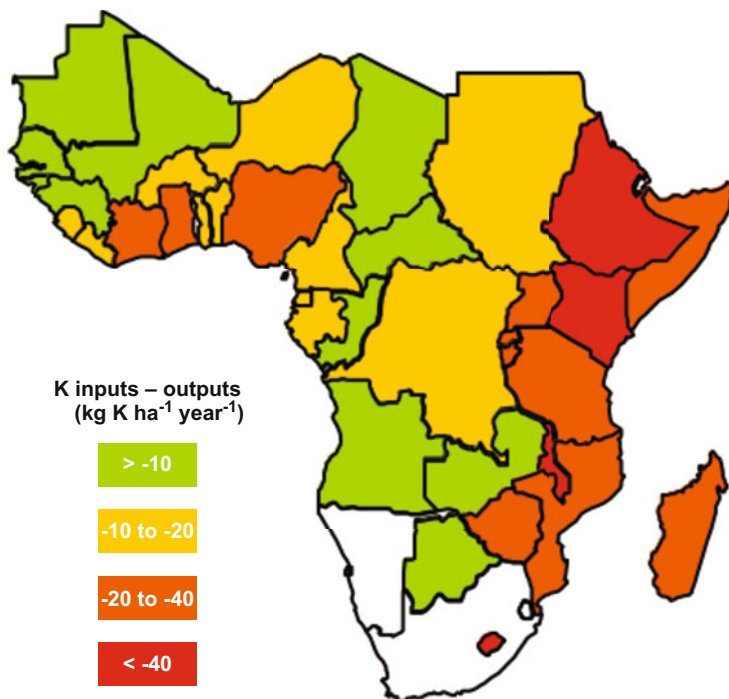 K inputs – outputs
(kg K ha⁻¹ year⁻¹)
> -10
-10 to -20
-20 to -40
< -40